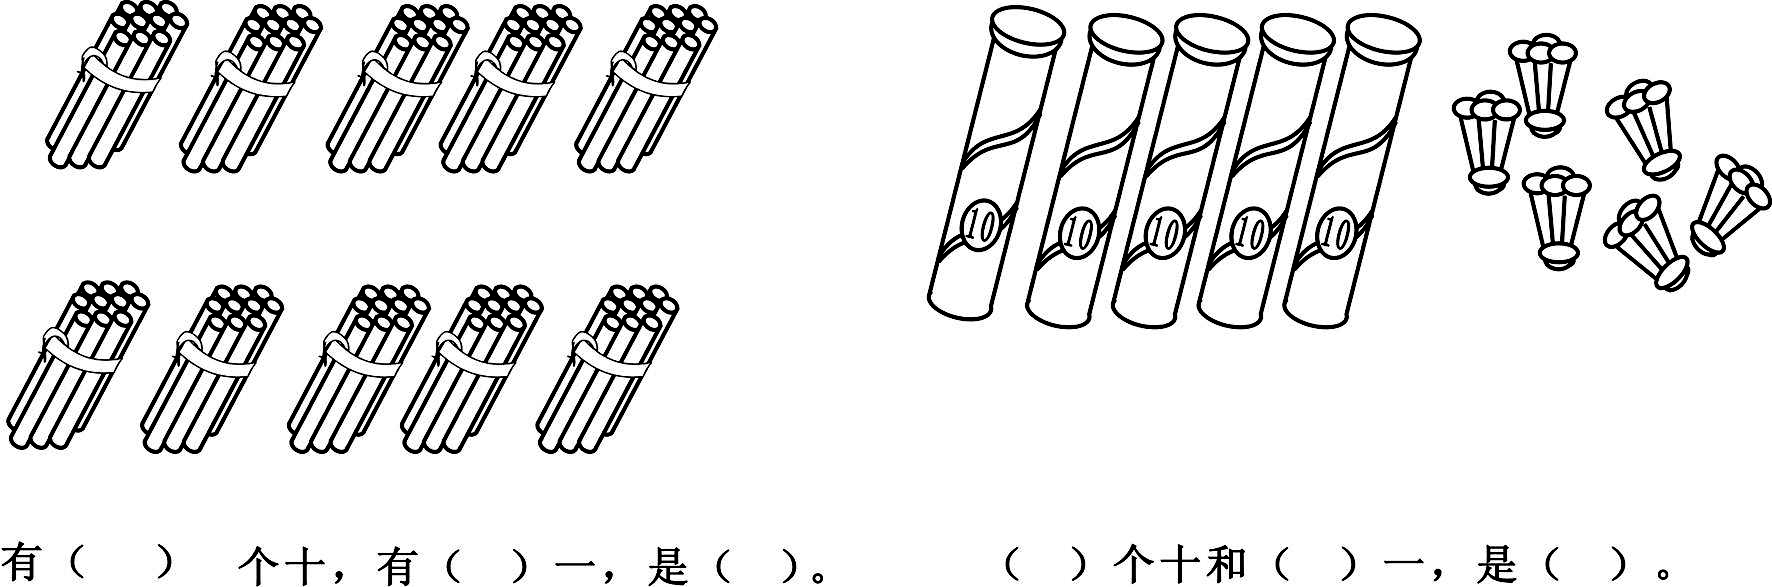 10 10 10 10 10
有（ ） 个十，有（ ）一，是（ ）。
（ ）个十和（ ）一，是（ ）。